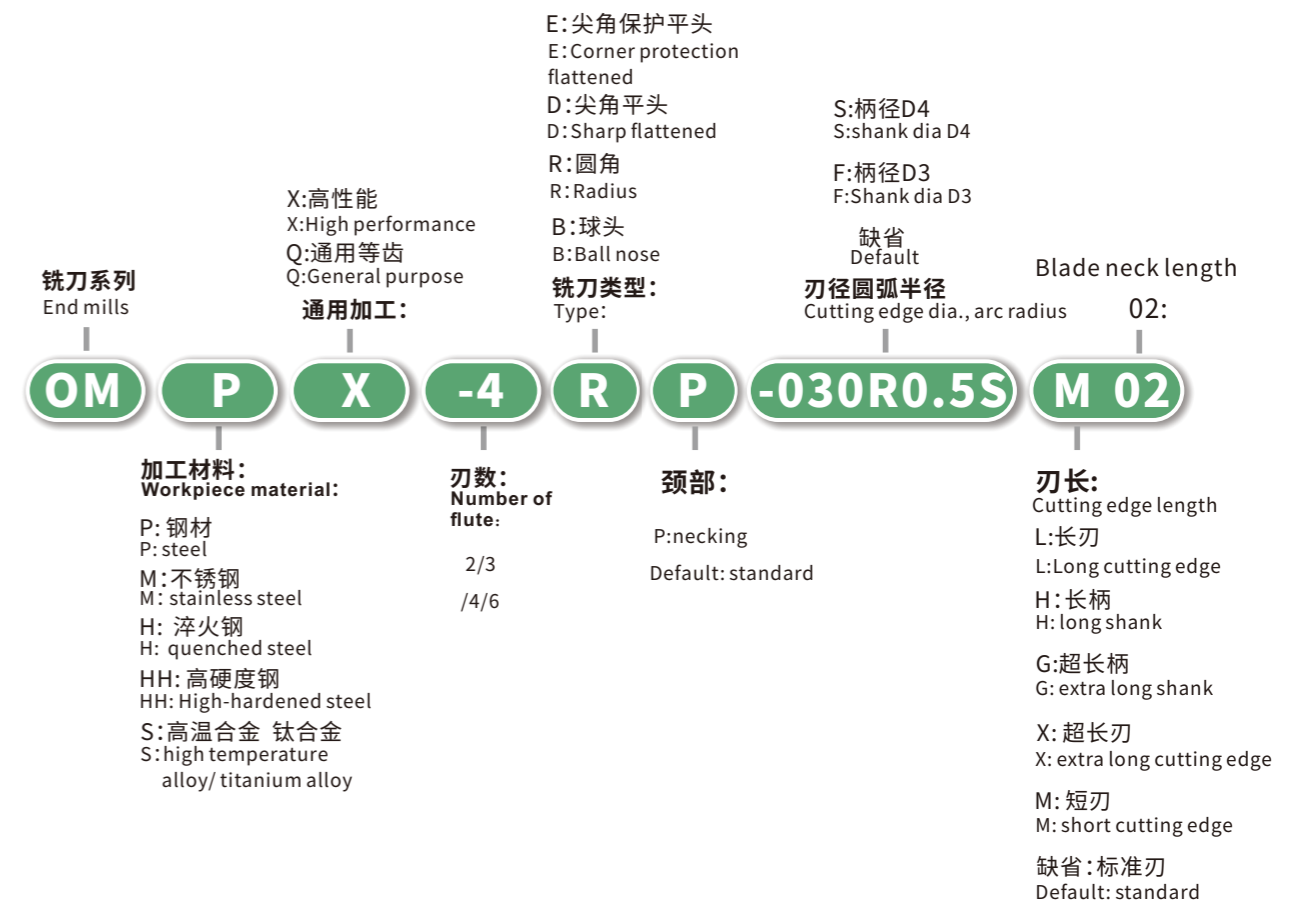 E:尖角保护平头
E:Corner protection
flattened
D:尖角平头
D:Sharp flattened
R:圆角
R:Radius
B:球头
B:Ball nose
铣刀类型:
Type:
S:柄径D4
S:shank dia D4
F:柄径D3
F:Shank dia D3
缺省
Default
刃径圆弧半径
Cutting edge dia., arc radius
X:高性能
X:High performance
Q:通用等齿
Q:General purpose
通用加工:
铣刀系列
End mills
Blade neck length
02:
OM P X -4 R P -030R0.5S M 02
加工材料:
Workpiece material:
P: 钢材
P: steel
M:不锈钢
M: stainless steel
H: 淬火钢
H: quenched steel
HH: 高硬度钢
HH: High-hardened steel
S:高温合金 钛合金
S:high temperature
alloy/ titanium alloy
刃数:
Number of
flute:
2/3
/4/6
颈部:
P:necking
Default: standard
刃长:
Cutting edge length
L:长刃
L:Long cutting edge
H:长柄
H: long shank
G:超长柄
G: extra long shank
X: 超长刃
X: extra long cutting edge
M: 短刃
M: short cutting edge
缺省:标准刃
Default: standard